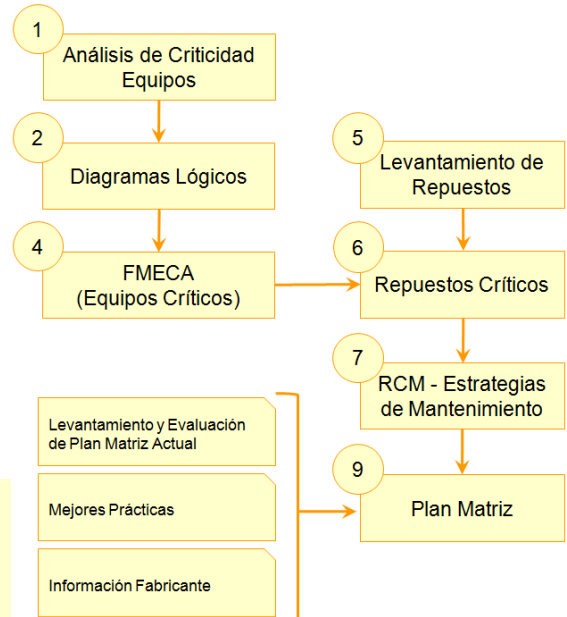 1
Análisis de Criticidad
Equipos
2
Diagramas Lógicos
4
FMECA
(Equipos Críticos)
5
Levantamiento de
Repuestos
6
Repuestos Críticos
7
RCM - Estrategias
de Mantenimiento
9
Plan Matriz
Levantamiento y Evaluación
de Plan Matriz Actual
Mejores Prácticas
Información Fabricante